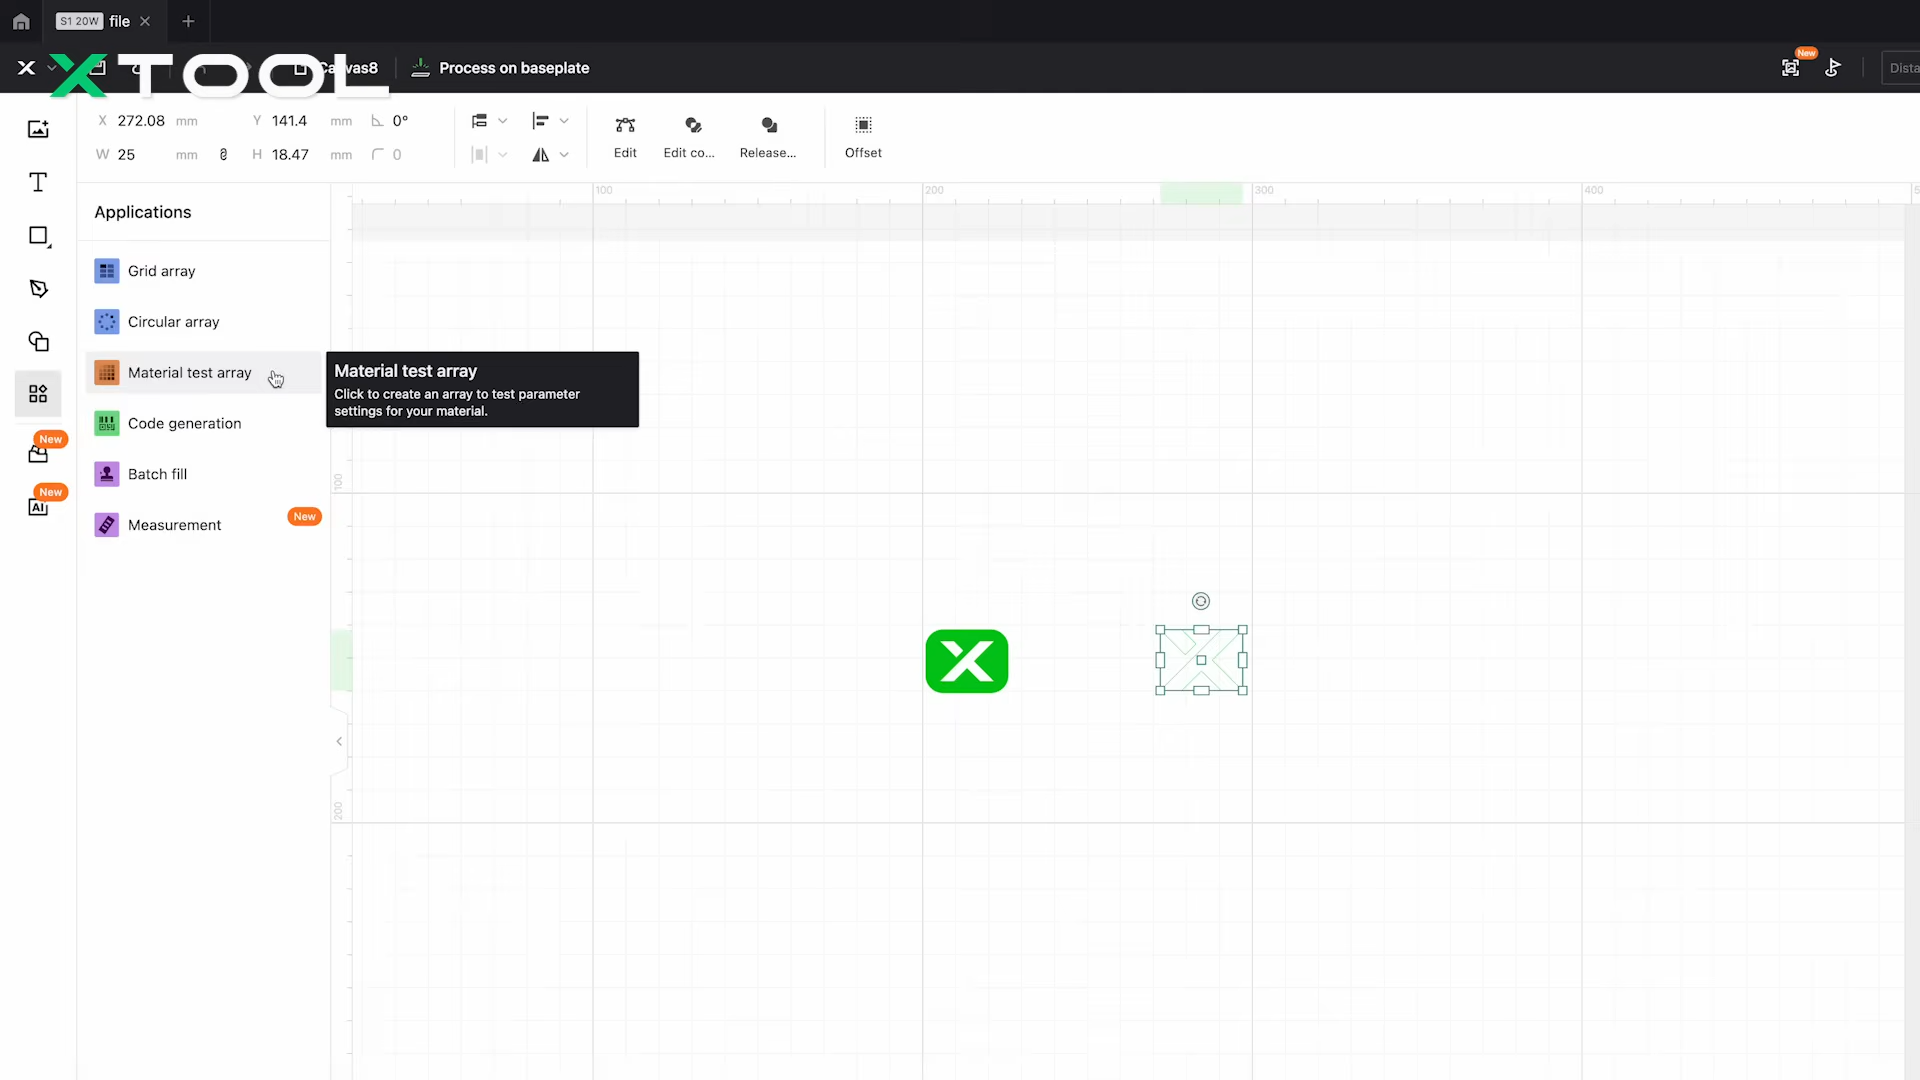 S1 20W file
XTOOL
Canvas8
Process on baseplate
New
Dista
X 272.08 mm Y 141.4 mm 0°
W 25 mm H 18.47 mm 0
Edit
Edit co...
Release...
Offset
100 200 300 400 5
Applications
Grid array
Circular array
Material test array
Material test array
Click to create an array to test parameter
settings for your material.
Code generation
New
Batch fill
100
New
AI
Measurement
New
200